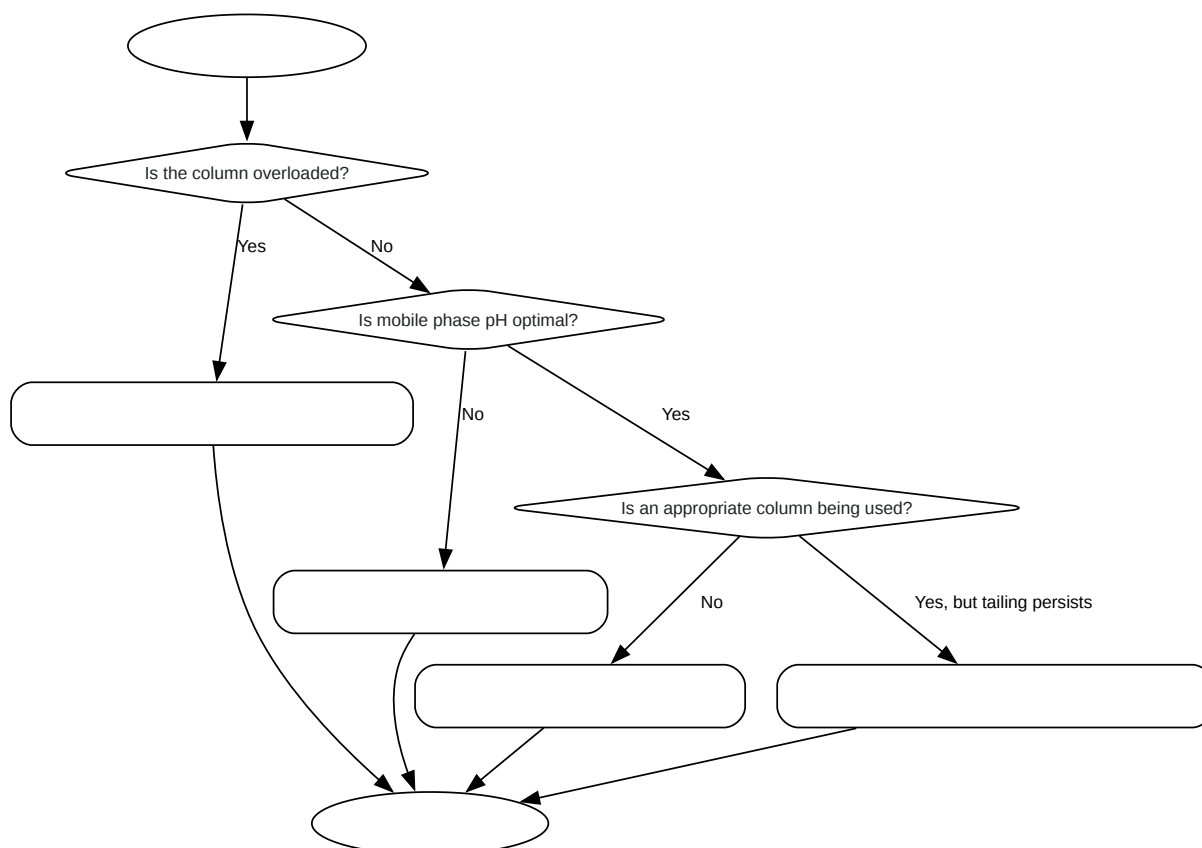 Is the column overloaded?
Yes
No
Is mobile phase pH optimal?
No
Yes
Is an appropriate column being used?
No
Yes, but tailing persists